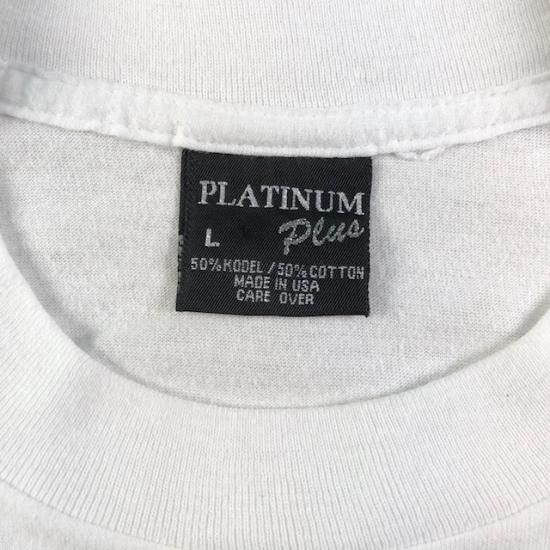 PLATINUM
L Plus
50% KODEL / 50% COTTON
MADE IN USA
CARE OVER